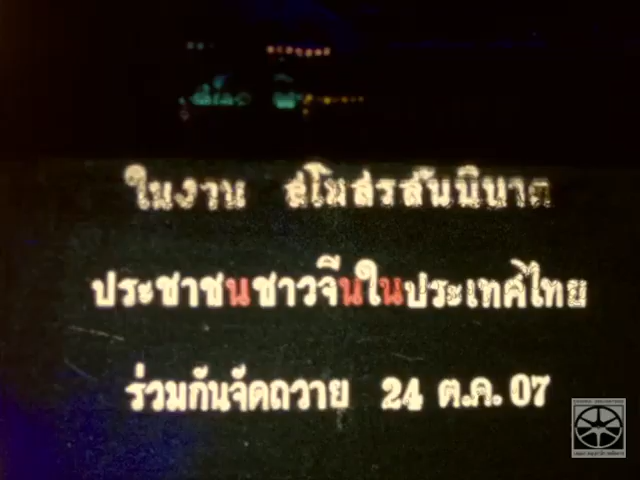 ในงาน สโมสรสันนิบาต
ประชาชนชาวจีนในประเทศไทย
ร่วมกันจัดถวาย 24 ต.ค. 07